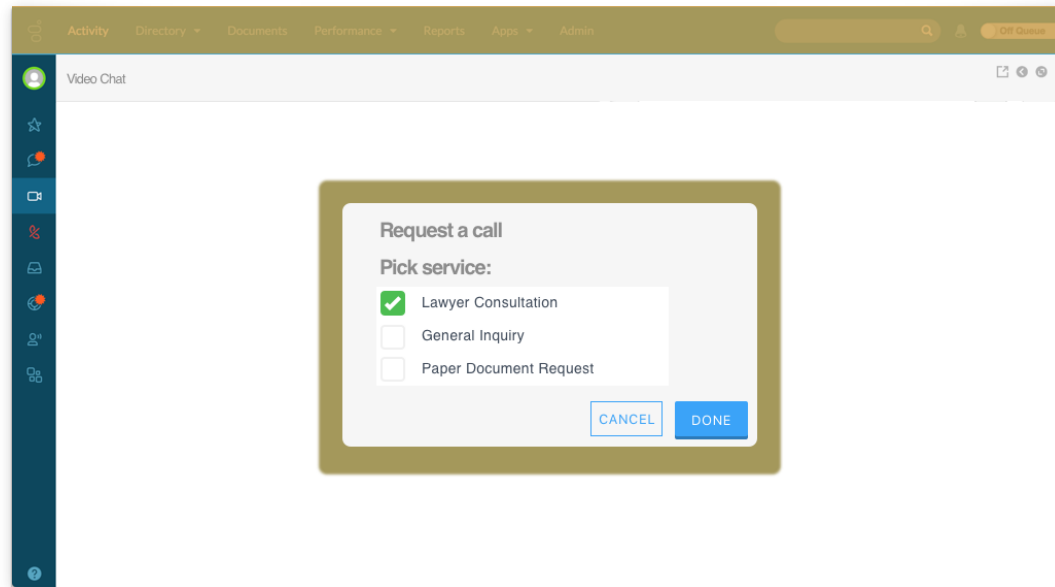 Activity Directory Documents Performance Reports Apps Admin Off Queue
Video Chat
Request a call
Pick service:
Lawyer Consultation
General Inquiry
Paper Document Request
CANCEL DONE